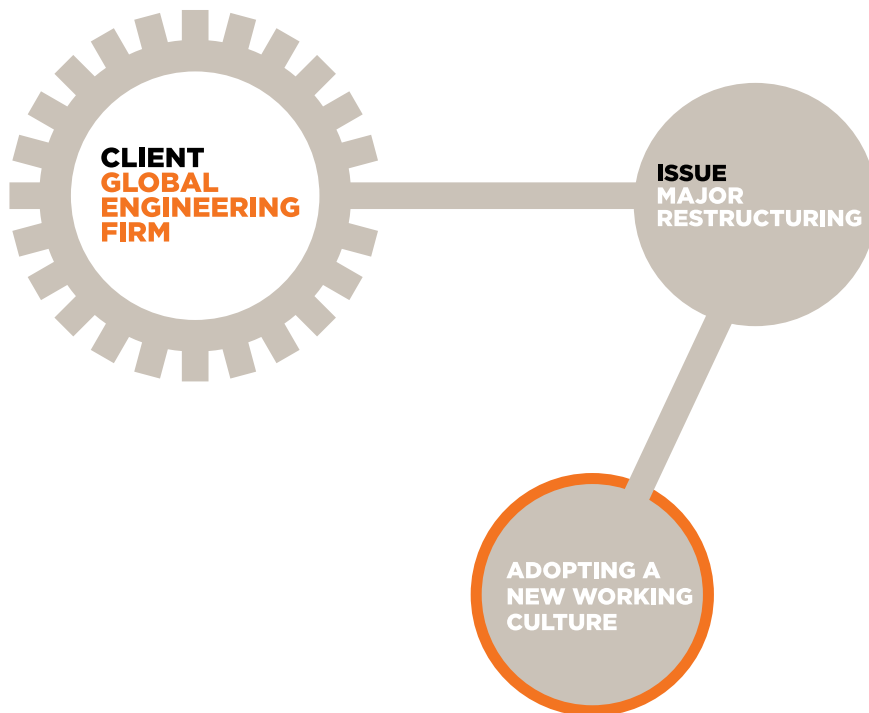 CLIENT
GLOBAL
ENGINEERING
FIRM
ISSUE
MAJOR
RESTRUCTURING
ADOPTING A
NEW WORKING
CULTURE